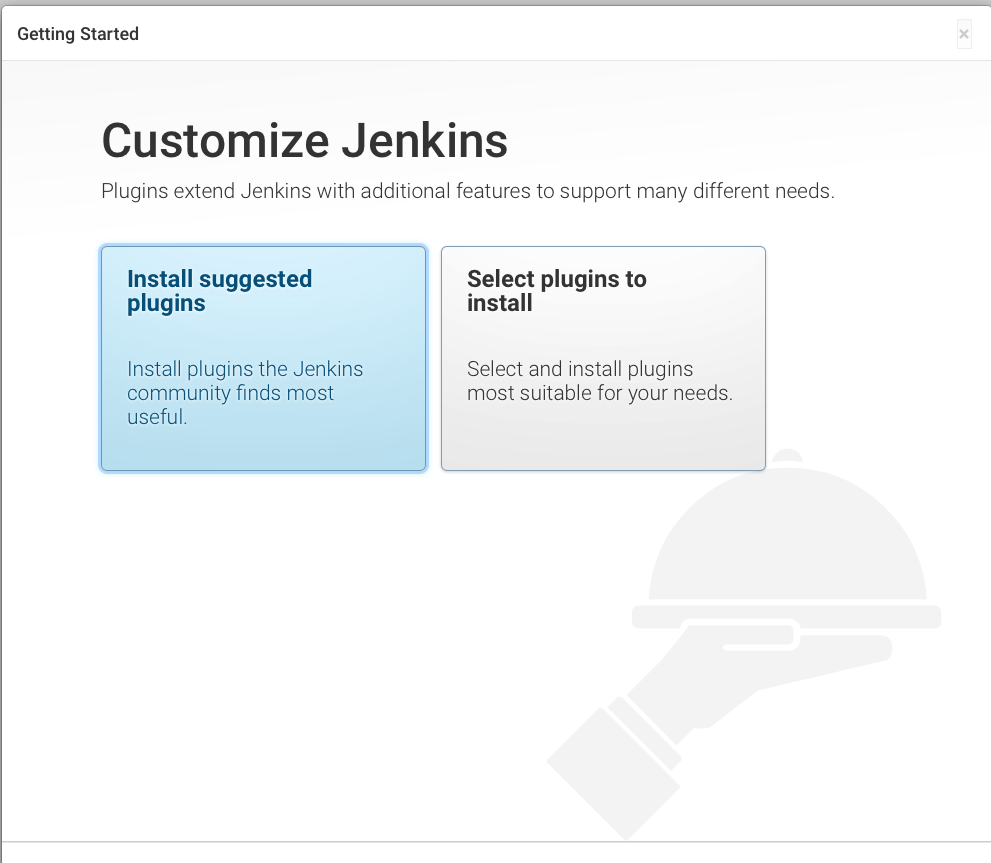 Getting Started
×
Customize Jenkins
Plugins extend Jenkins with additional features to support many different needs.
Install suggested
plugins
Install plugins the Jenkins
community finds most
useful.
Select plugins to
install
Select and install plugins
most suitable for your needs.